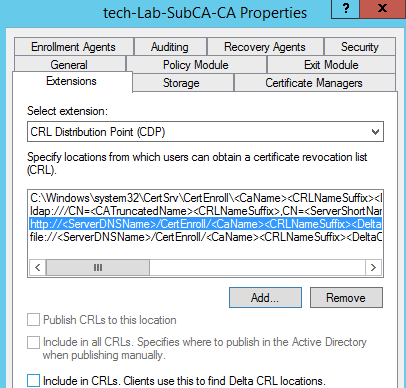 tech-Lab-SubCA-CA Properties
? x
Enrollment Agents Auditing Recovery Agents Security
General Policy Module Exit Module
Extensions Storage Certificate Managers
Select extension:
CRL Distribution Point (CDP)
Specify locations from which users can obtain a certificate revocation list
(CRL).
C:\Windows\system32\CertSrv\CertEnroll\<CaName><CRLNameSuffix><
ldap:///CN=<CATruncatedName><CRLNameSuffix>,CN=<ServerShortNar
http://<ServerDNSName>/CertEnroll/<CaName><CRLNameSuffix><Delta
file://<ServerDNSName>/CertEnroll/<CaName><CRLNameSuffix><DeltaC
Add... Remove
Publish CRLs to this location
Include in all CRLs. Specifies where to publish in the Active Directory
when publishing manually.
Include in CRLs. Clients use this to find Delta CRL locations.